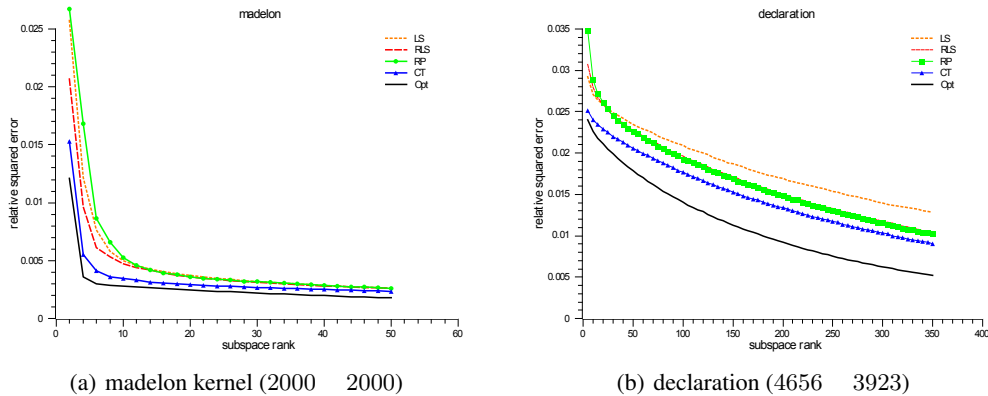 madelon
0.025
0.02
0.015
0.01
0.005
0
relative squared error
0 10 20 30 40 50 60
subspace rank
LS
RLS
RP
CT
Opt
(a) madelon kernel (2000 2000)
declaration
0.035
0.03
0.025
0.02
0.015
0.01
0.005
0
relative squared error
0 50 100 150 200 250 300 350 400
subspace rank
LS
RLS
RP
CT
Opt
(b) declaration (4656 3923)